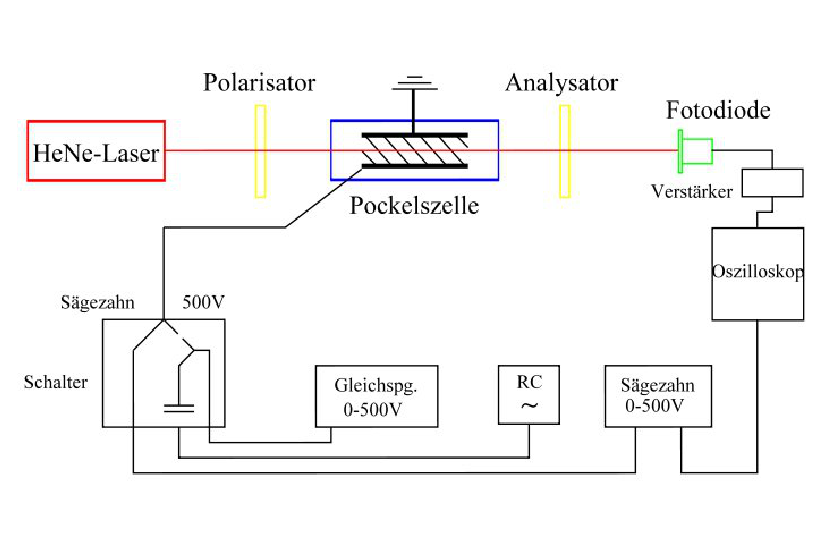 Polarisator
Analysator
Fotodiode
HeNe-Laser
Verstärker
Pockelszelle
Oszilloskop
Sägezahn
500V
Schalter
Gleichspg.
0-500V
RC
~
Sägezahn
0-500V